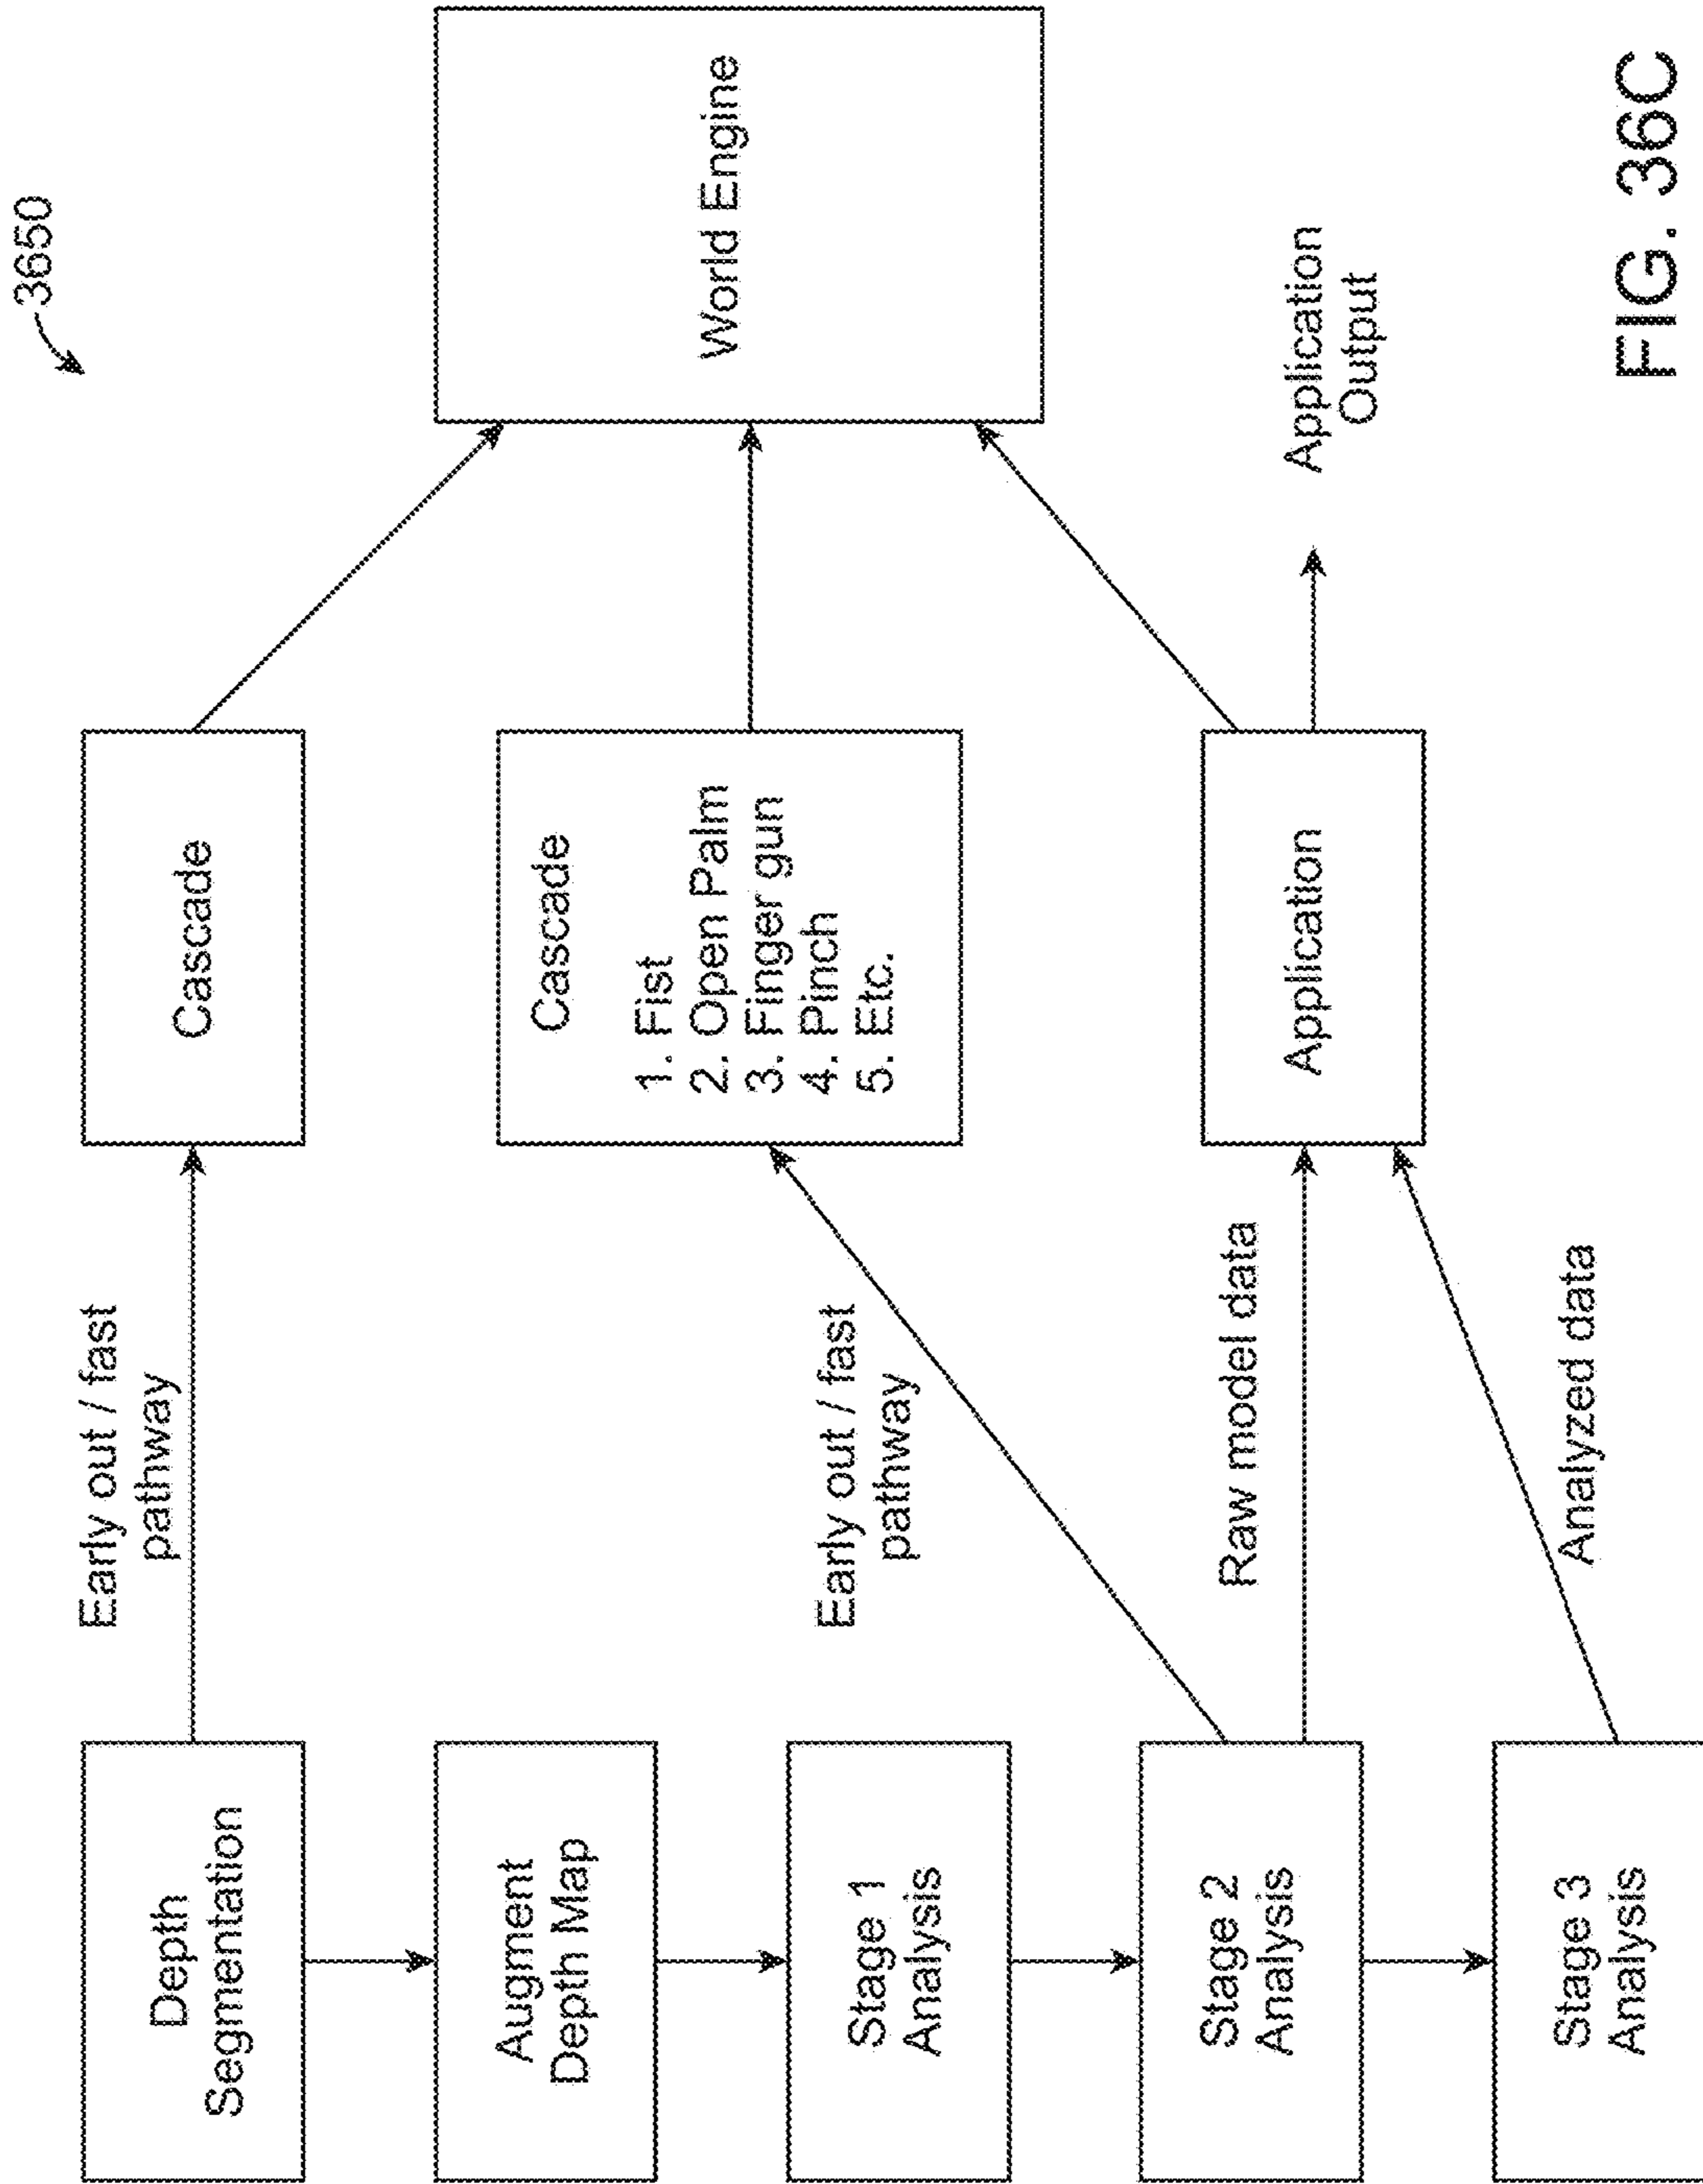 3650
Depth
Segmentation
Early out / fast
pathway
Cascade
Augment
Depth Map
World Engine
Stage 1
Analysis
Early out / fast
pathway
Cascade
1. Fist
2. Open Palm
3. Finger gun
4. Pinch
5. Etc.
Stage 2
Analysis
Raw model data
Application
Application
Output
Stage 3
Analysis
Analyzed data
FIG. 36C